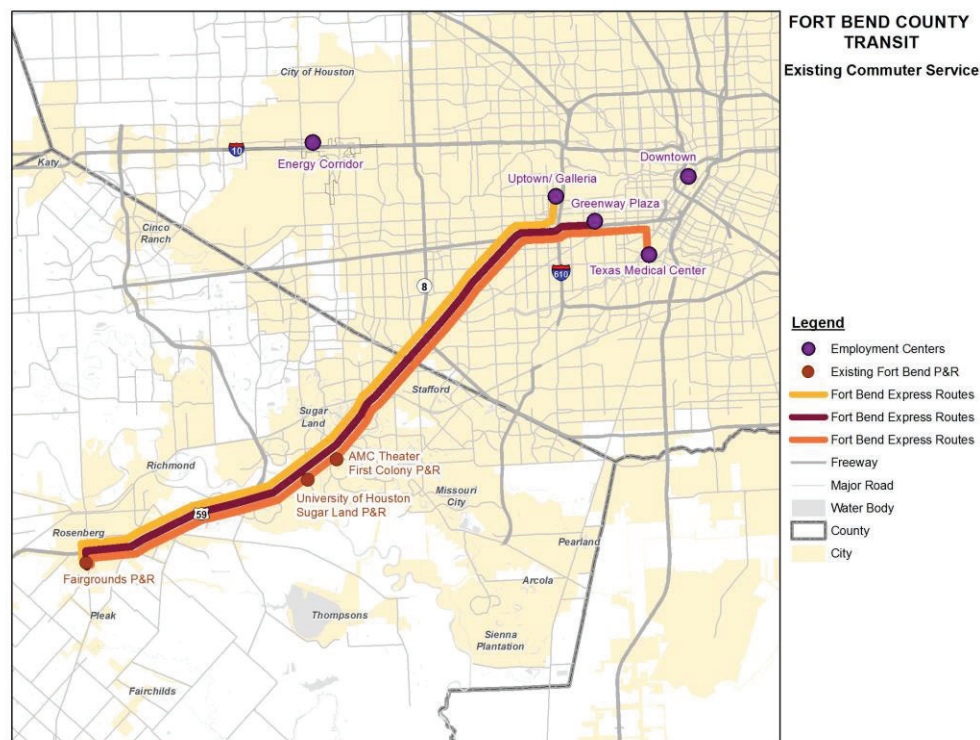 FORT BEND COUNTY
TRANSIT
Existing Commuter Service
City of Houston
10
Energy Corridor
Katy
Downtown
Uptown/ Galleria
Greenway Plaza
Cinco
Ranch
Texas Medical Center
610
8
Stafford
Sugar
Land
AMC Theater
First Colony P&R
Richmond
University of Houston
Sugar Land P&R
Missouri
City
59
Rosenberg
Pearland
Fairgrounds P&R
Arcola
Pleak
Thompsons
Sienna
Plantation
Fairchilds
Legend
Employment Centers
Existing Fort Bend P&R
Fort Bend Express Routes
Fort Bend Express Routes
Fort Bend Express Routes
Freeway
Major Road
Water Body
County
City